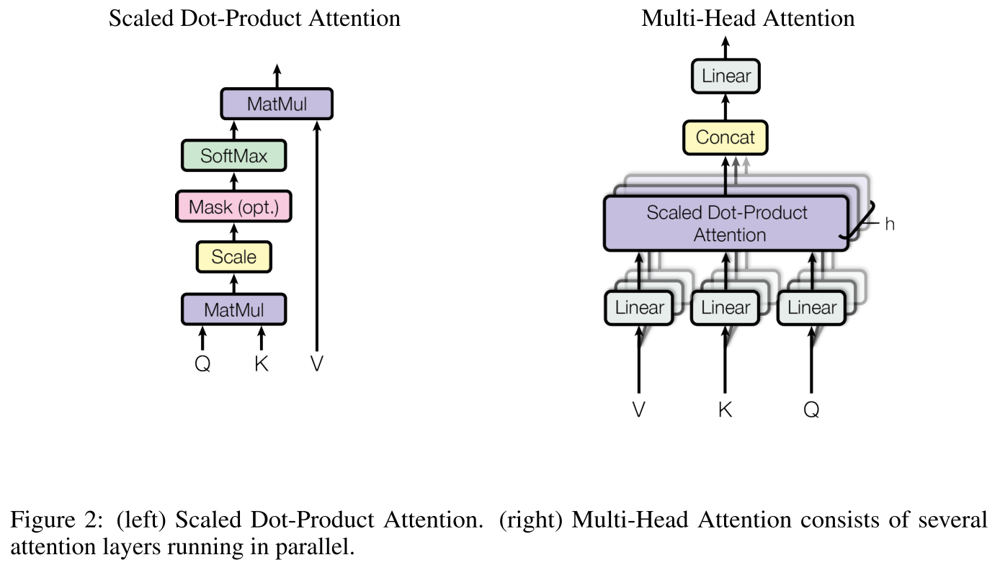 Scaled Dot-Product Attention
MatMul
SoftMax
Mask (opt.)
Scale
MatMul
Q K V
Multi-Head Attention
Linear
Concat
Scaled Dot-Product
Attention
h
Linear Linear Linear
V K Q
Figure 2: (left) Scaled Dot-Product Attention. (right) Multi-Head Attention consists of several
attention layers running in parallel.